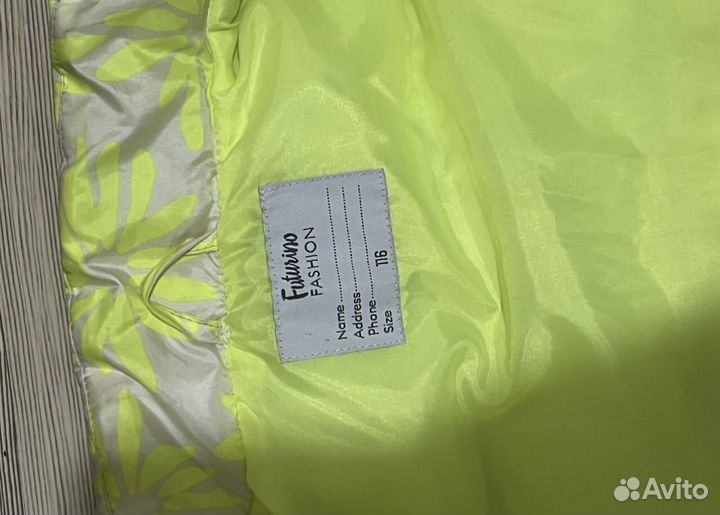 Futurino
FASHION
Name....................
Address...............
Phone..................
Size 116
Avito